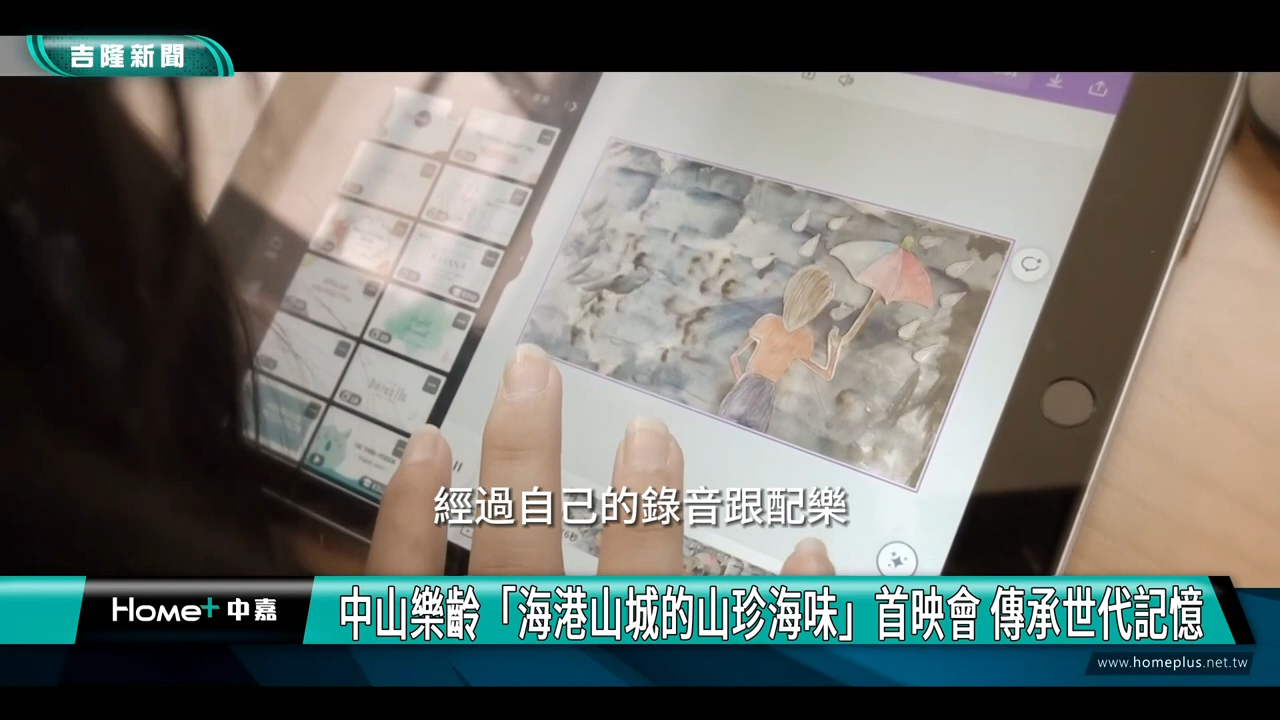 吉隆新聞
經過自己的錄音跟配樂
Home+中嘉
中山樂齡「海港山城的山珍海味」首映會 傳承世代記憶
www.homeplus.net.tw